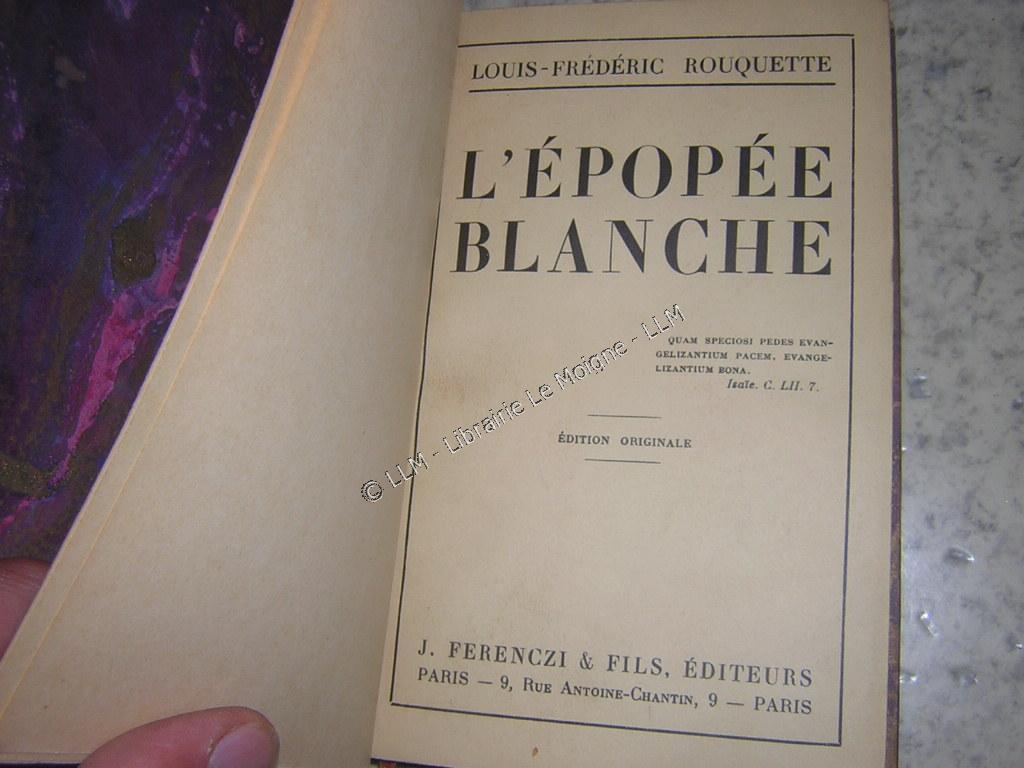 LOUIS-FRÉDÉRIC ROUQUETTE
L'ÉPOPÉE
BLANCHE
QUAM SPECIOSI PEDES EVAN-
GELIZANTIUM PACEM, EVANGE-
LIZANTIUM BONA.
Isaïe. C. LII. 7.
ÉDITION ORIGINALE
© LLM - Librairie Le Moigne - LLM
J. FERENCZI & FILS, ÉDITEURS
PARIS — 9, RUE ANTOINE-CHANTIN, 9 — PARIS